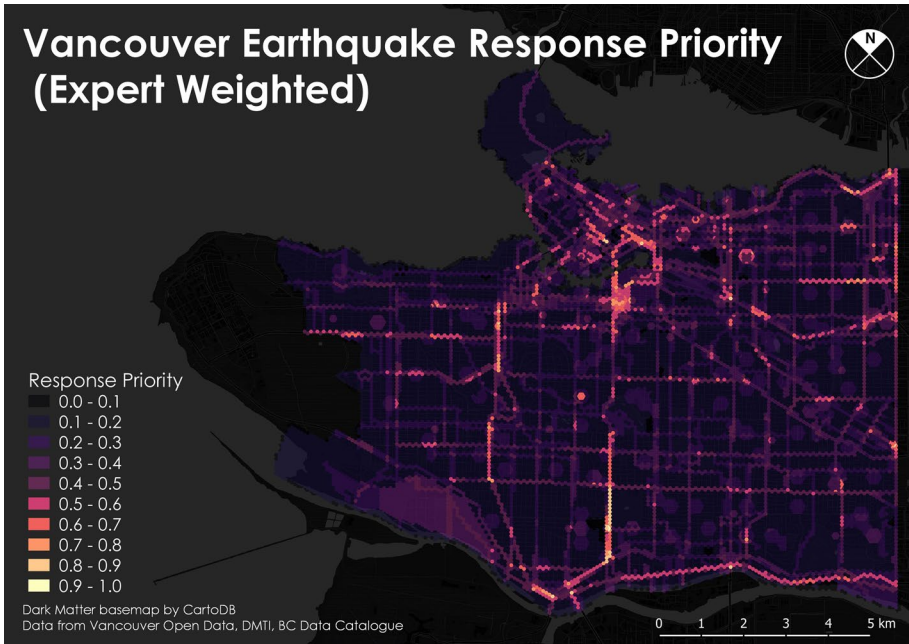 Vancouver Earthquake Response Priority
(Expert Weighted)
N
Response Priority
0.0 - 0.1
0.1 - 0.2
0.2 - 0.3
0.3 - 0.4
0.4 - 0.5
0.5 - 0.6
0.6 - 0.7
0.7 - 0.8
0.8 - 0.9
0.9 - 1.0
Dark Matter basemap by CartoDB
Data from Vancouver Open Data, DMTI, BC Data Catalogue
0 1 2 3 4 5 km